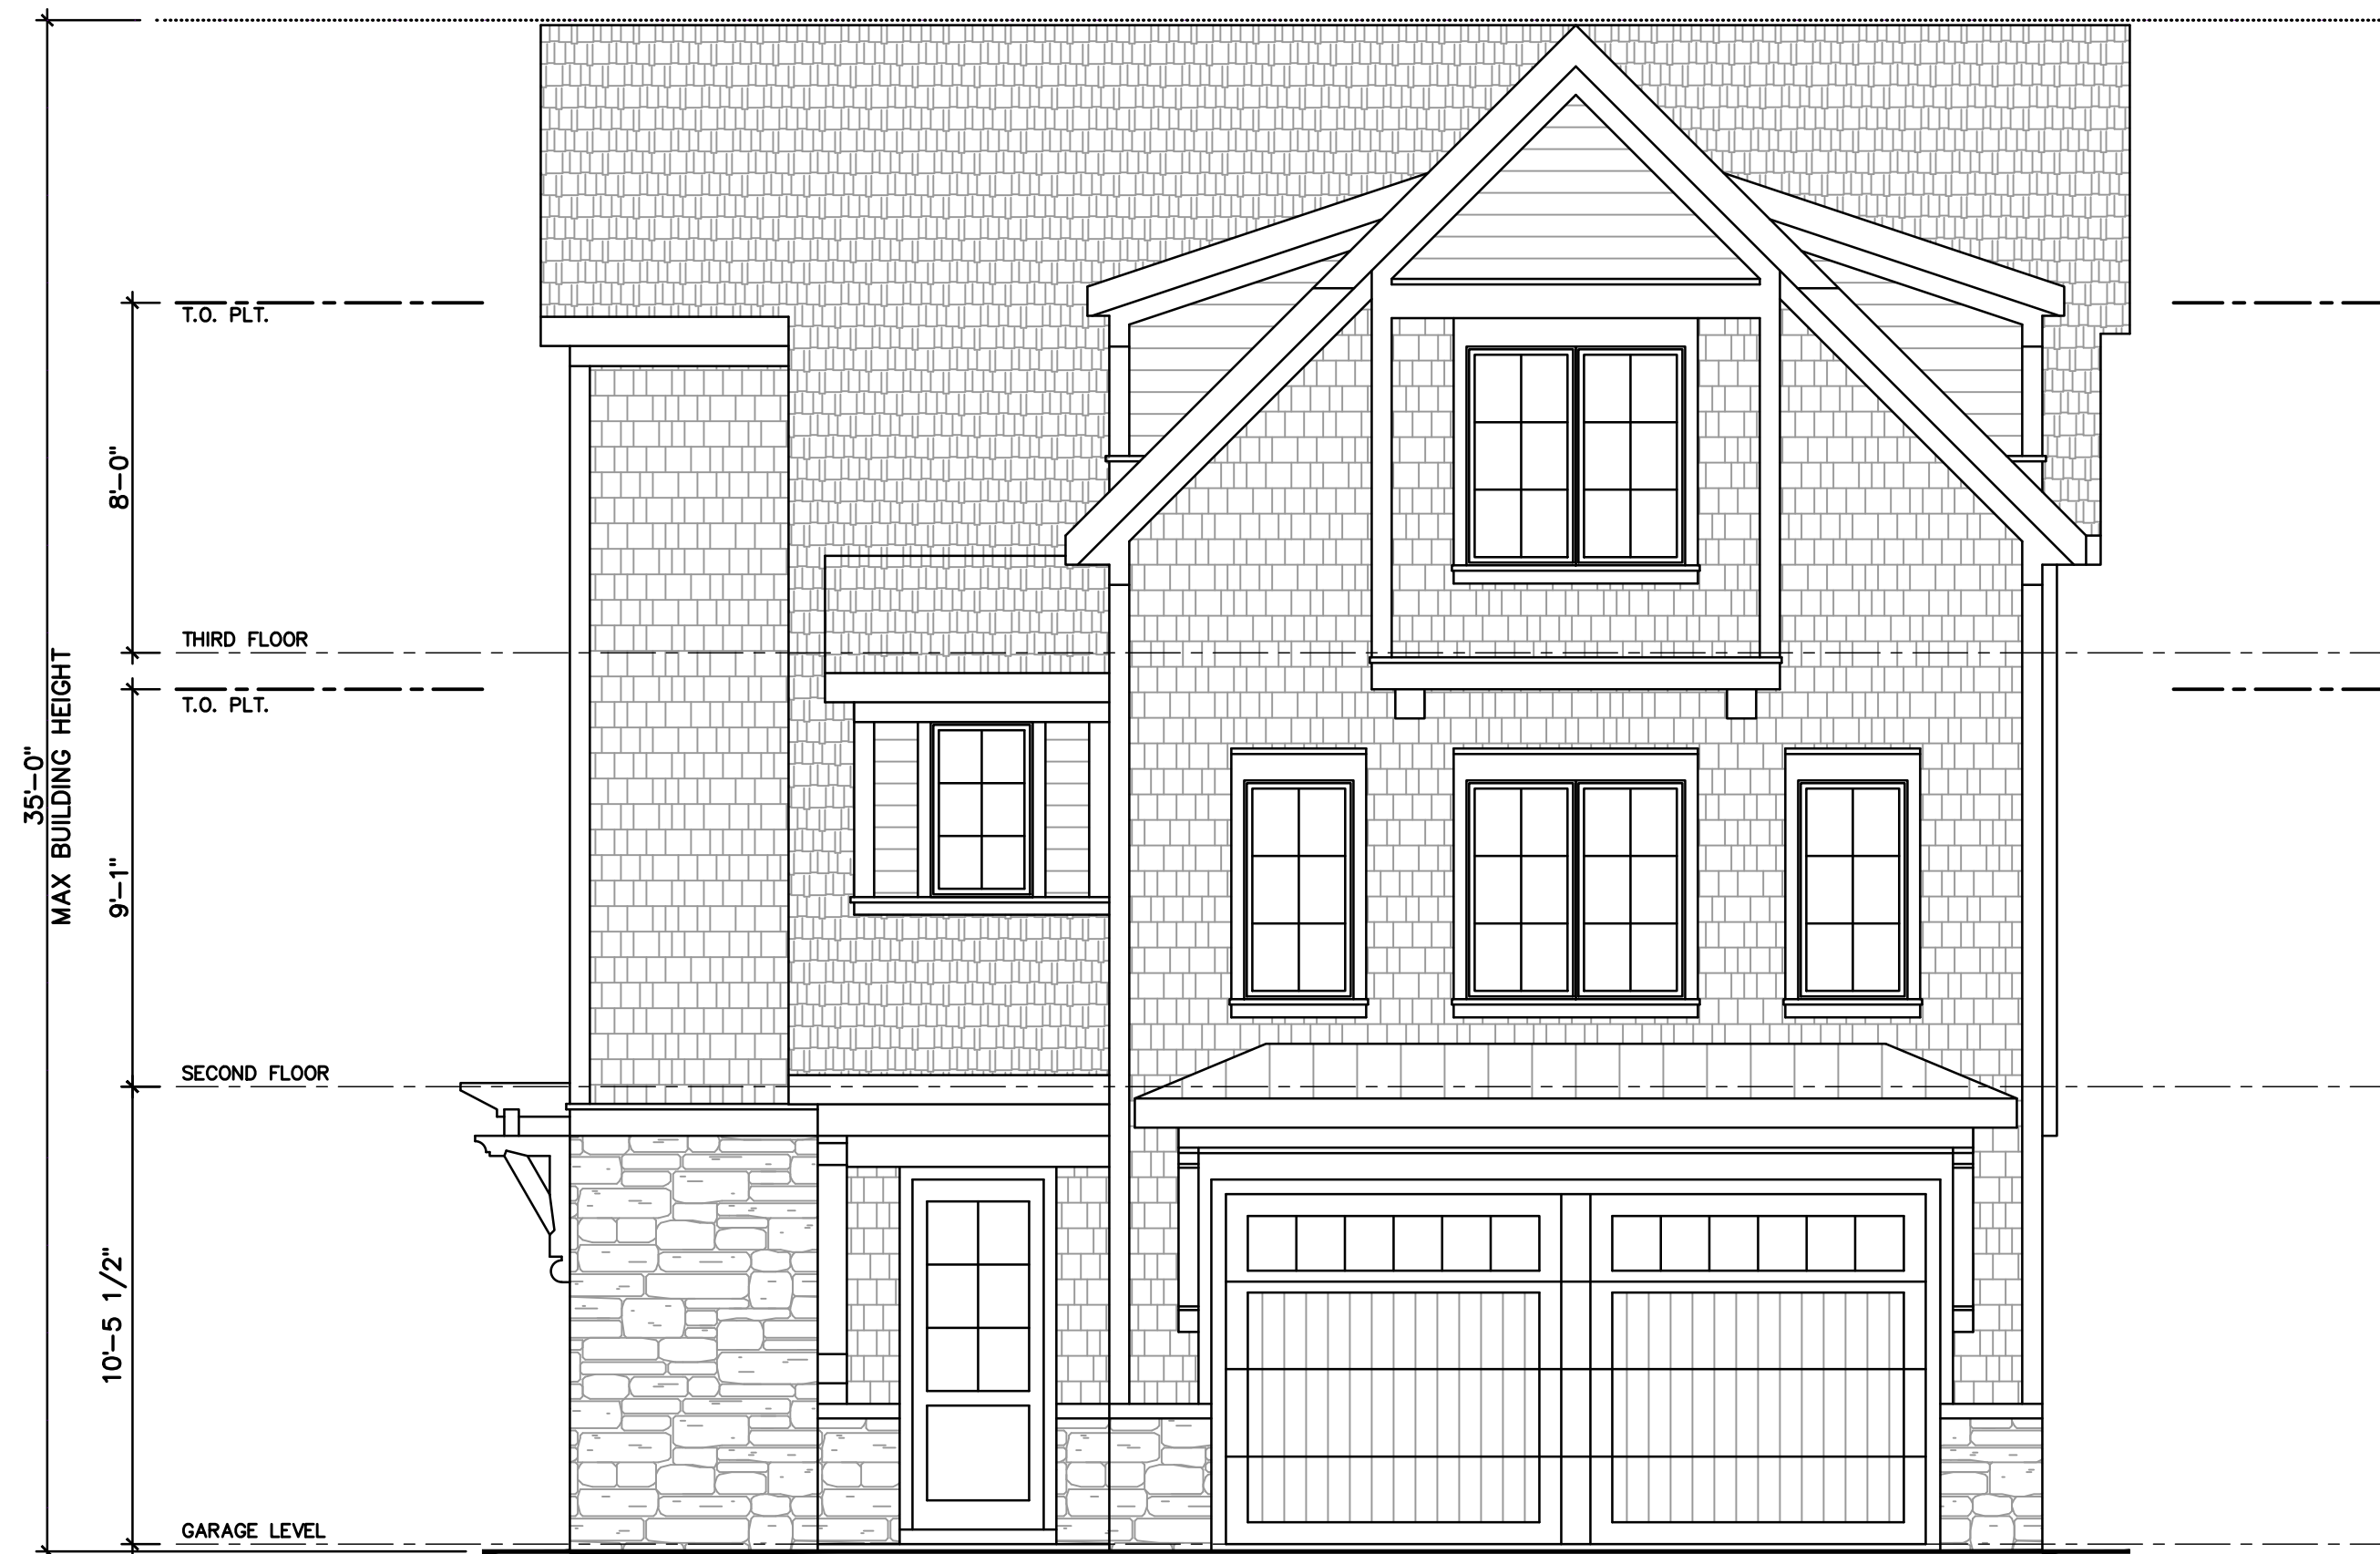 T.O. PLT.
8'-0"
THIRD FLOOR
T.O. PLT.
35'-0"
MAX BUILDING HEIGHT
9'-1"
SECOND FLOOR
10'-5 1/2"
GARAGE LEVEL